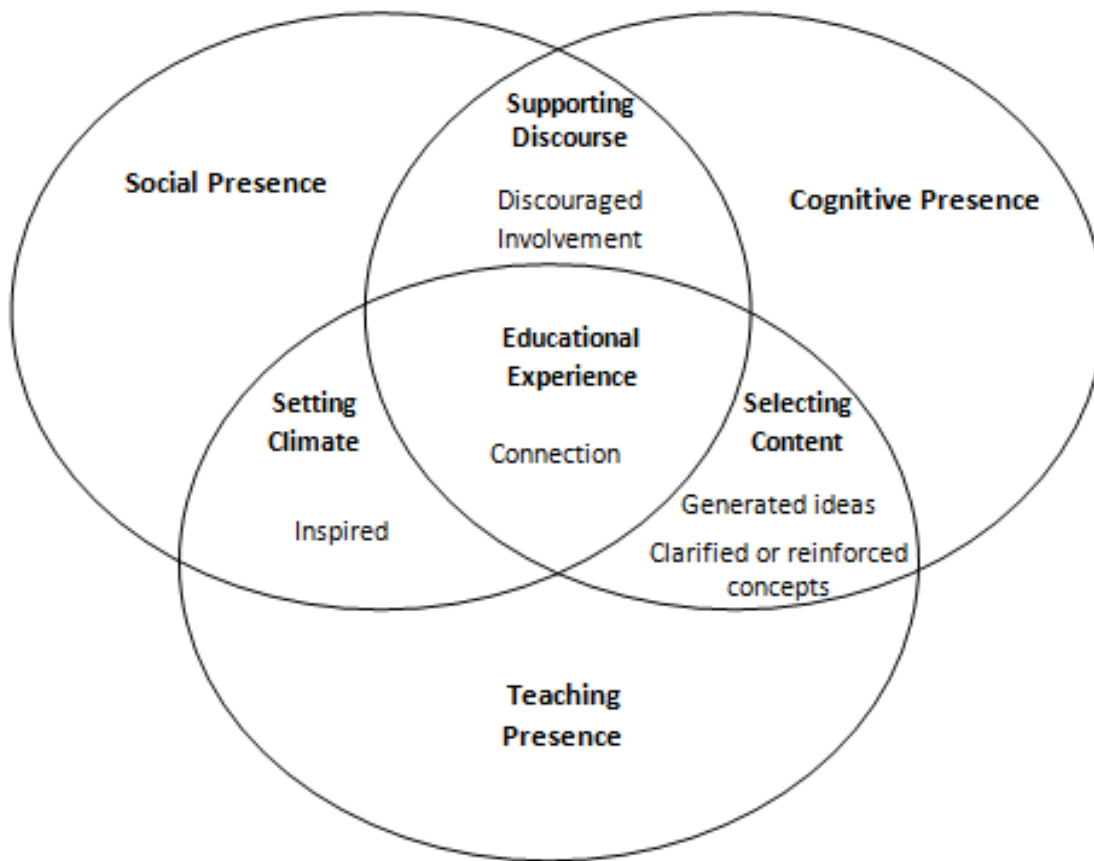 Supporting
Discourse
Social Presence
Cognitive Presence
Discouraged
Involvement
Educational
Experience
Setting
Climate
Selecting
Content
Connection
Inspired
Generated ideas
Clarified or reinforced
concepts
Teaching
Presence